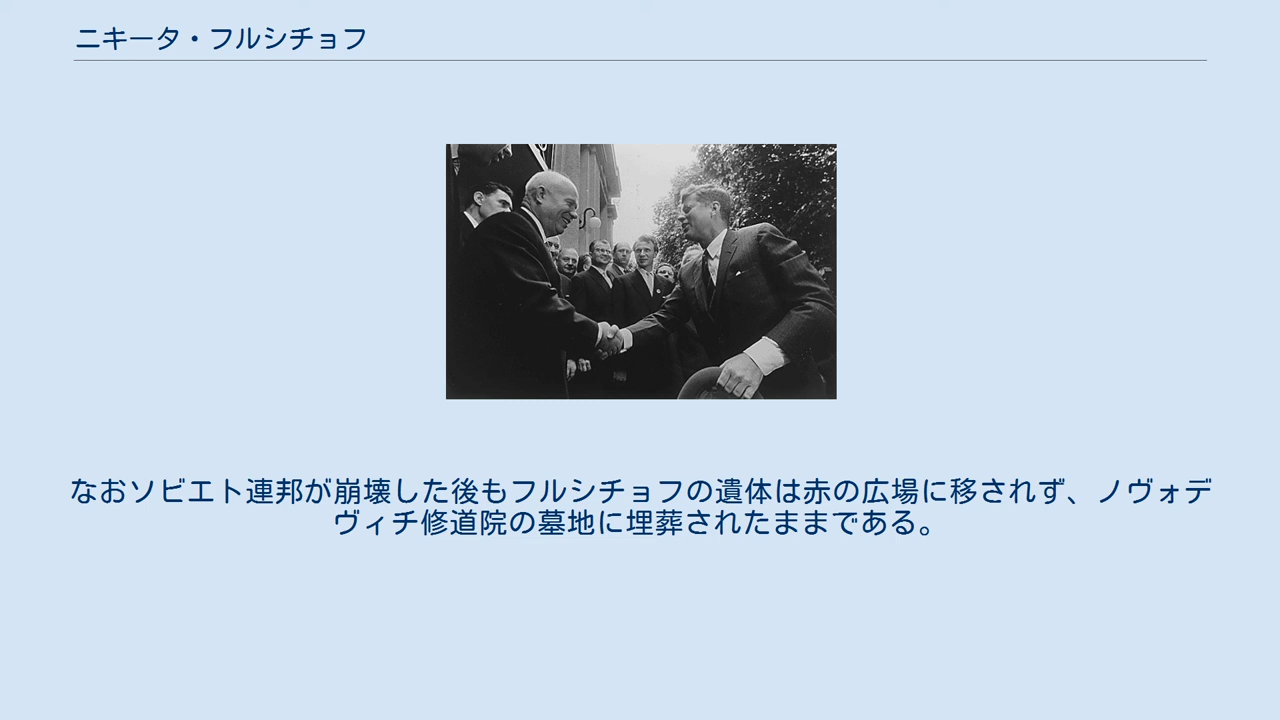 ニキータ・フルシチョフ
なおソビエト連邦が崩壊した後もフルシチョフの遺体は赤の広場に移されず、ノヴォデ
ヴィチ修道院の墓地に埋葬されたままである。